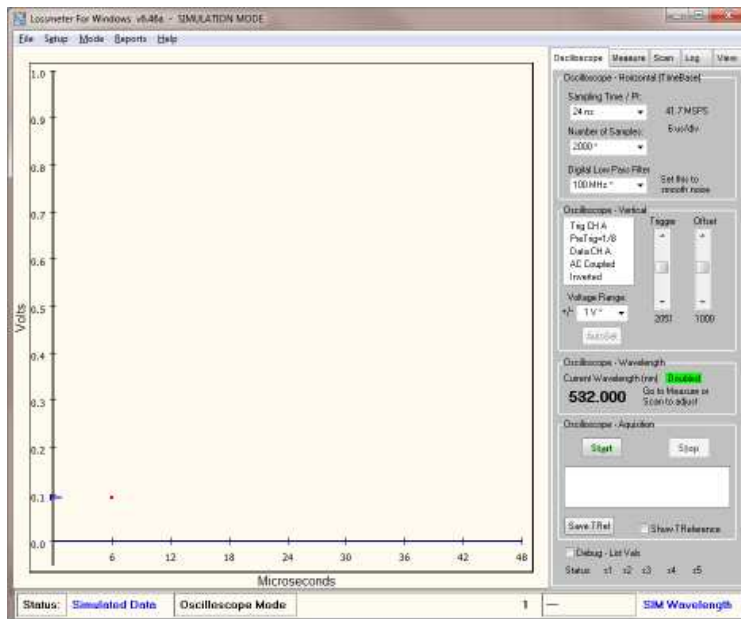 Lossmeter For Windows v6.46a - SIMULATION MODE
File Setup Mode Reports Help
Oscilloscope Measure Scan Log View
1.0
0.9
0.8
0.7
0.6
0.5
0.4
0.3
0.2
0.1
0.0
Volts
6 12 18 24 30 36 42 48
Microseconds
Oscilloscope - Horizontal (TimeBase)
Sampling Time / Pt:
24 ns 41.7 MSPS
Number of Samples: 6 us/div
2000 *
Digital Low Pass Filter
100 MHz * Set this to smooth noise
Oscilloscope - Vertical
Trig CH A
PreTrig=1/8
Data CH A
AC Coupled
Inverted
Trigger Offset
Voltage Range:
+/- 1 V *
2051 1000
AutoSet
Oscilloscope - Wavelength
Current Wavelength (nm) Doubled
532.000 Go to Measure or Scan to adjust
Oscilloscope - Aquisition
Start Stop
Save TRef Show TReference
Debug - List Vals
Status: s1 s2 s3 s4 s5
Status: Simulated Data Oscilloscope Mode 1 --- SIM Wavelength